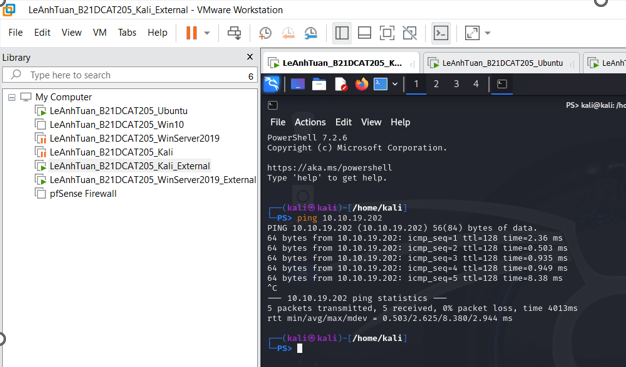 LeAnhTuan_B21DCAT205_Kali_External - VMware Workstation
File Edit View VM Tabs Help
Library
Type here to search
6
My Computer
LeAnhTuan_B21DCAT205_Ubuntu
LeAnhTuan_B21DCAT205_Win10
LeAnhTuan_B21DCAT205_WinServer2019
LeAnhTuan_B21DCAT205_Kali
LeAnhTuan_B21DCAT205_Kali_External
LeAnhTuan_B21DCAT205_WinServer2019_External
pfSense Firewall
LeAnhTuan_B21DCAT205_K...
LeAnhTuan_B21DCAT205_Ubuntu
LeAnhT
1 2 3 4
PS> kali@kali: /ho
File Actions Edit View Help
PowerShell 7.2.6
Copyright (c) Microsoft Corporation.
https://aka.ms/powershell
Type 'help' to get help.
┌──(kali㉿kali)-[/home/kali]
└─PS> ping 10.10.19.202
PING 10.10.19.202 (10.10.19.202) 56(84) bytes of data.
64 bytes from 10.10.19.202: icmp_seq=1 ttl=128 time=2.36 ms
64 bytes from 10.10.19.202: icmp_seq=2 ttl=128 time=0.503 ms
64 bytes from 10.10.19.202: icmp_seq=3 ttl=128 time=0.935 ms
64 bytes from 10.10.19.202: icmp_seq=4 ttl=128 time=0.949 ms
64 bytes from 10.10.19.202: icmp_seq=5 ttl=128 time=8.38 ms
^C
--- 10.10.19.202 ping statistics ---
5 packets transmitted, 5 received, 0% packet loss, time 4013ms
rtt min/avg/max/mdev = 0.503/2.625/8.380/2.944 ms
┌──(kali㉿kali)-[/home/kali]
└─PS>